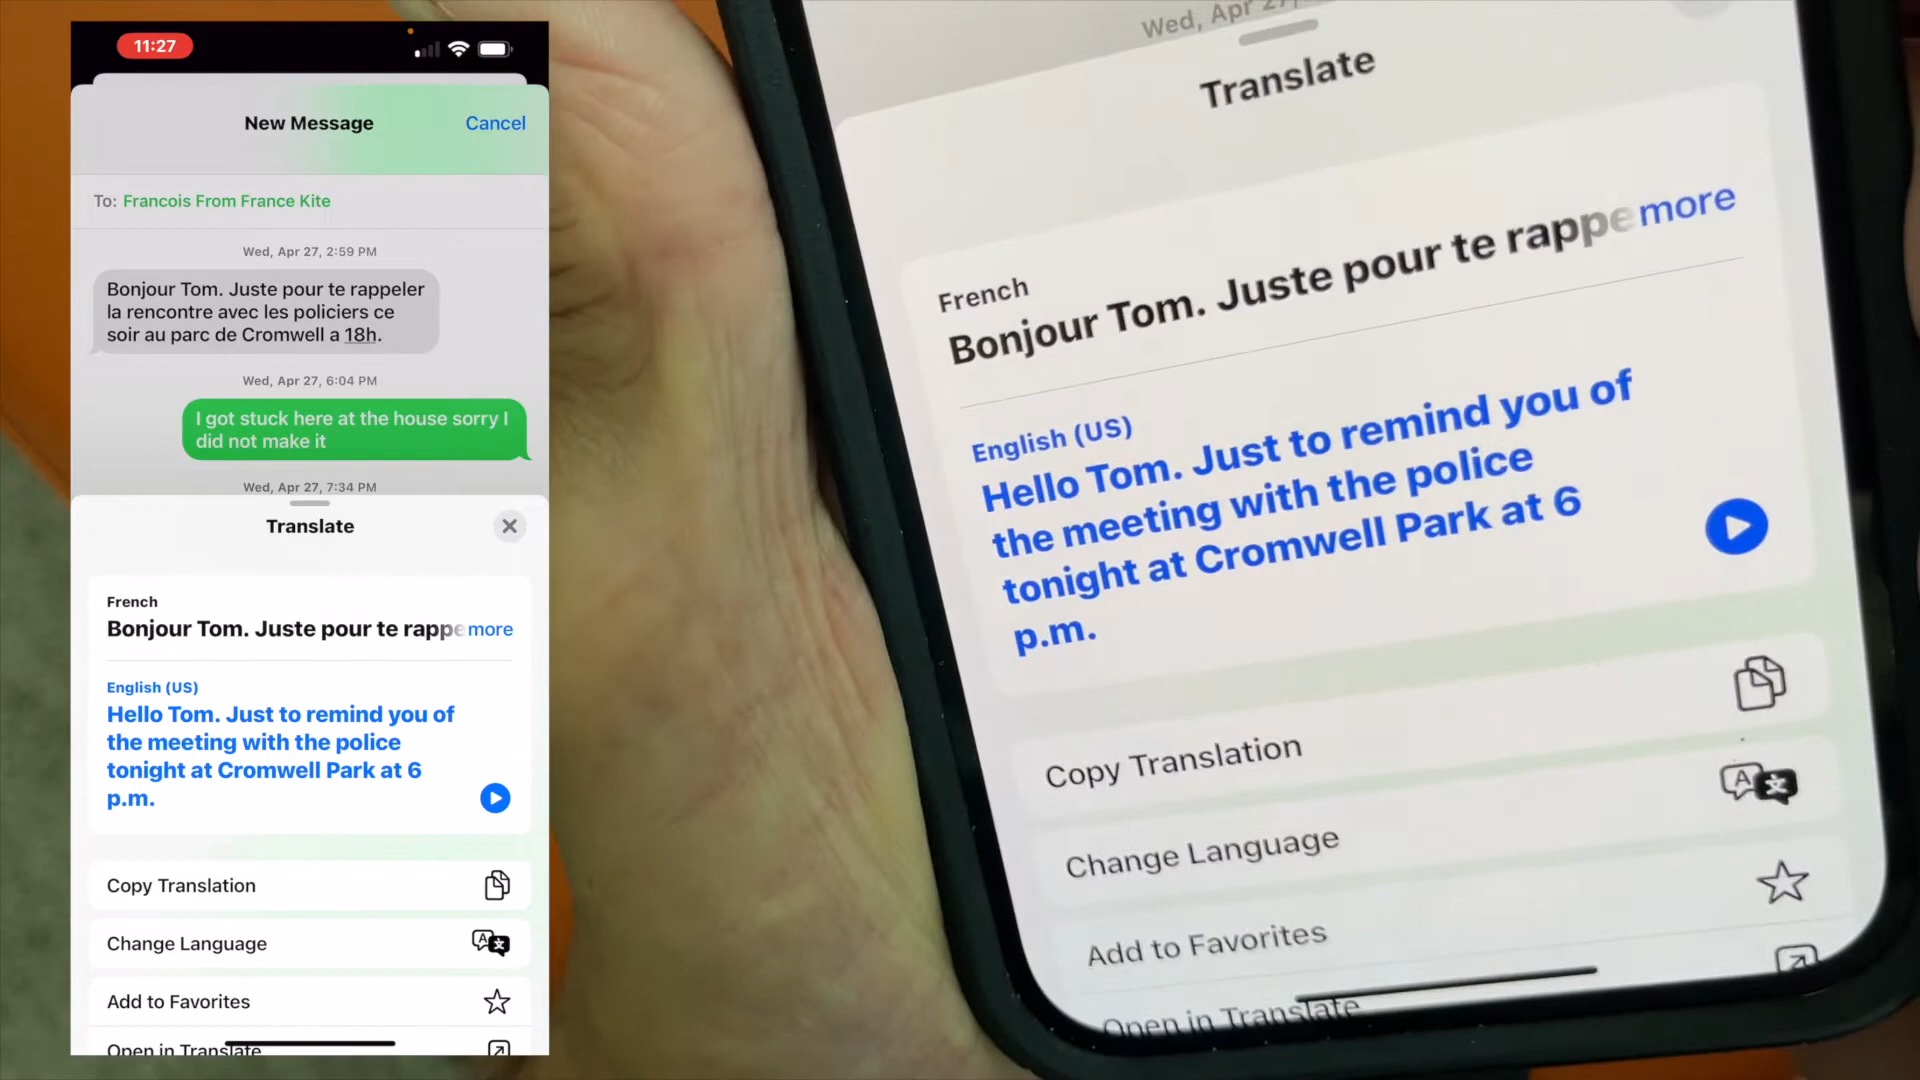 11:27
New Message
Cancel
To: Francois From France Kite
Wed, Apr 27, 2:59 PM
Bonjour Tom. Juste pour te rappeler
la rencontre avec les policiers ce
soir au parc de Cromwell a 18h.
Wed, Apr 27, 6:04 PM
I got stuck here at the house sorry I
did not make it
Wed, Apr 27, 7:34 PM
Translate
French
Bonjour Tom. Juste pour te rappe more
English (US)
Hello Tom. Just to remind you of
the meeting with the police
tonight at Cromwell Park at 6
p.m.
Copy Translation
Change Language
Add to Favorites
Open in Translate
Wed, Apr 27,
Translate
French
Bonjour Tom. Juste pour te rappe more
English (US)
Hello Tom. Just to remind you of
the meeting with the police
tonight at Cromwell Park at 6
p.m.
Copy Translation
Change Language
Add to Favorites
Open in Translate